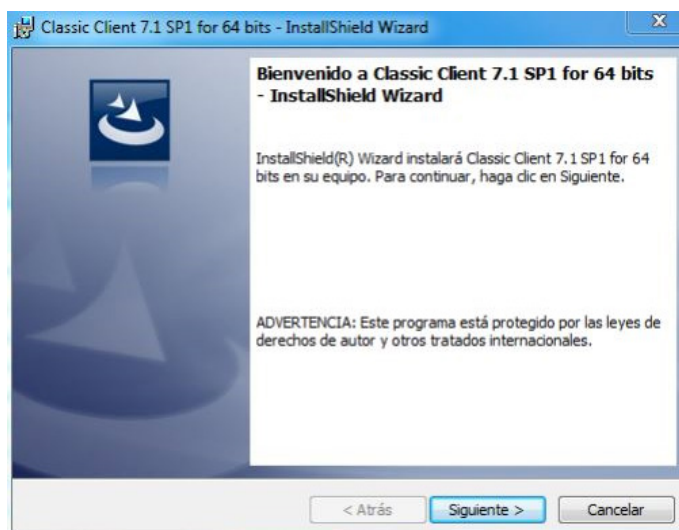 Classic Client 7.1 SP1 for 64 bits - InstallShield Wizard
Bienvenido a Classic Client 7.1 SP1 for 64 bits
- InstallShield Wizard
InstallShield(R) Wizard instalará Classic Client 7.1 SP1 for 64
bits en su equipo. Para continuar, haga clic en Siguiente.
ADVERTENCIA: Este programa está protegido por las leyes de
derechos de autor y otros tratados internacionales.
< Atrás
Siguiente >
Cancelar